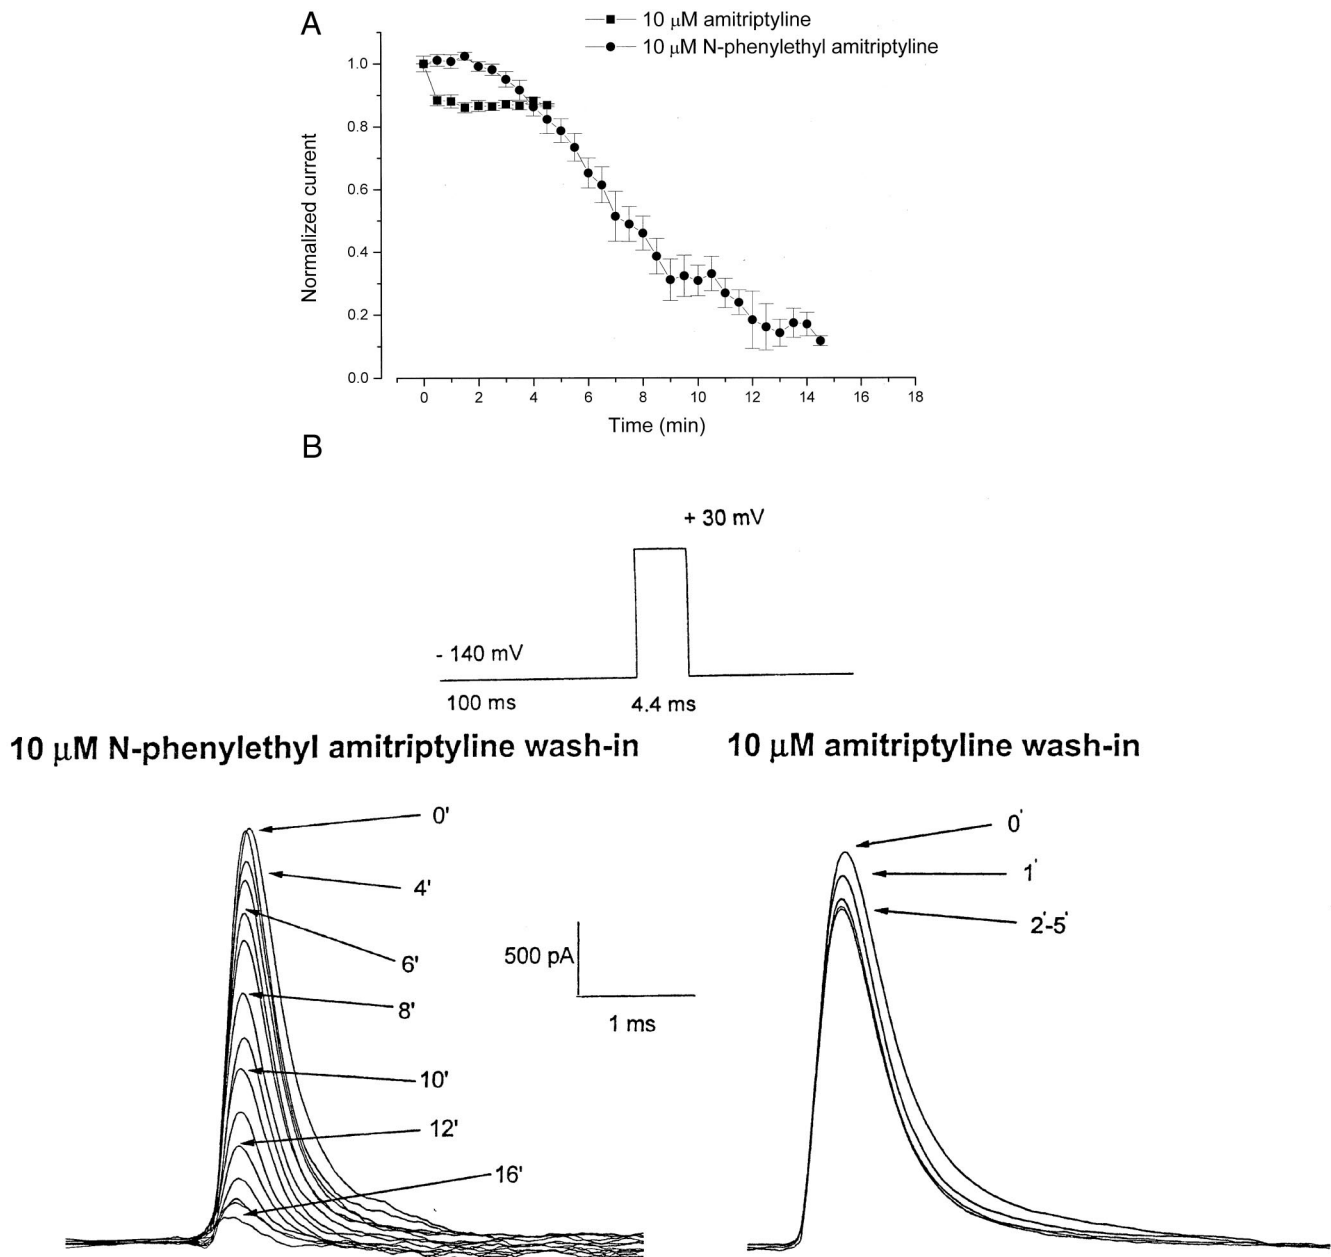 A
10 μM amitriptyline
10 μM N-phenylethyl amitriptyline
1.0
0.8
0.6
0.4
0.2
0.0
Normalized current
0 2 4 6 8 10 12 14 16 18
Time (min)
B
+ 30 mV
- 140 mV
100 ms 4.4 ms
10 μM N-phenylethyl amitriptyline wash-in
10 μM amitriptyline wash-in
0'
4'
6'
8'
10'
12'
16'
500 pA
1 ms
0'
1'
2'-5'